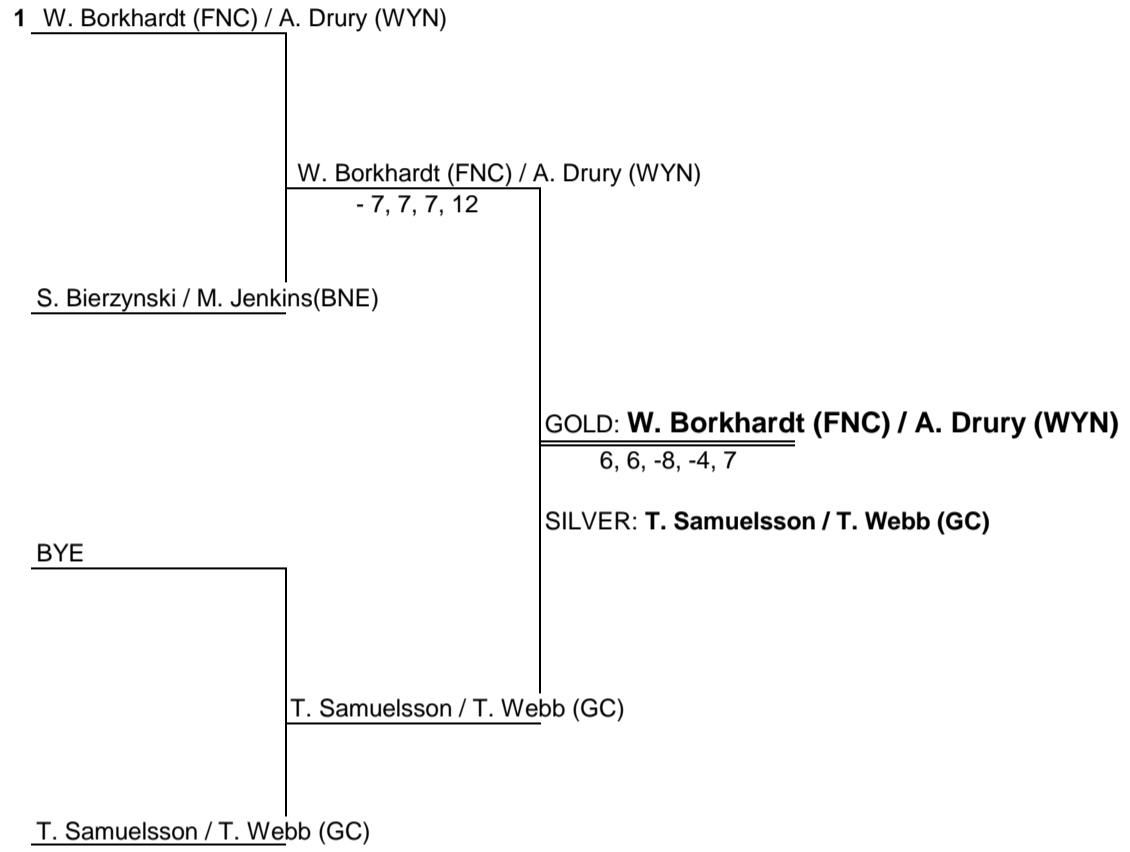 1 W. Borkhardt (FNC) / A. Drury (WYN)
W. Borkhardt (FNC) / A. Drury (WYN)
- 7, 7, 7, 12
S. Bierzynski / M. Jenkins(BNE)
GOLD: W. Borkhardt (FNC) / A. Drury (WYN)
6, 6, -8, -4, 7
SILVER: T. Samuelsson / T. Webb (GC)
BYE
T. Samuelsson / T. Webb (GC)
T. Samuelsson / T. Webb (GC)